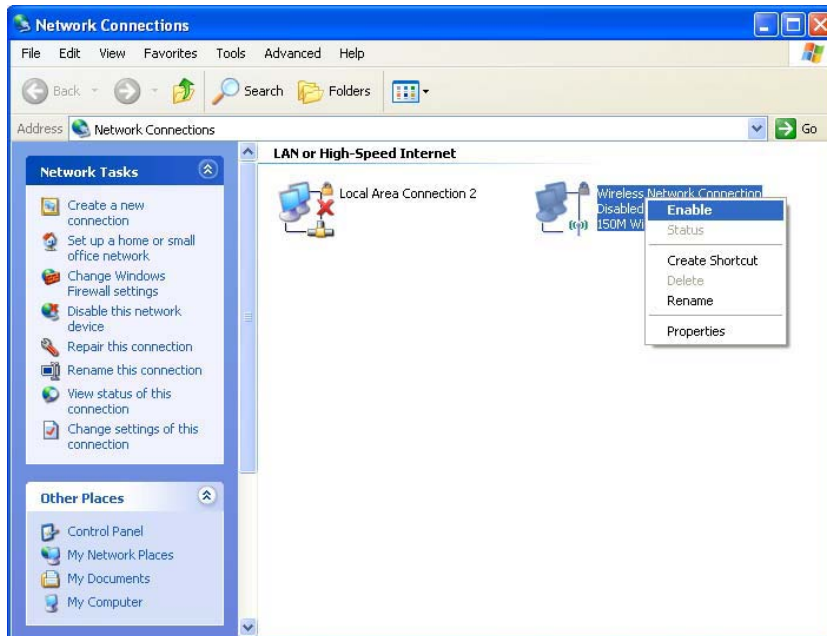 Network Connections
File Edit View Favorites Tools Advanced Help
Back Search Folders
Address Network Connections Go
Network Tasks
Create a new
connection
Set up a home or small
office network
Change Windows
Firewall settings
Disable this network
device
Repair this connection
Rename this connection
View status of this
connection
Change settings of this
connection
Other Places
Control Panel
My Network Places
My Documents
My Computer
LAN or High-Speed Internet
Local Area Connection 2
Wireless Network Connection
Disabled
150M
Enable
Status
Create Shortcut
Delete
Rename
Properties